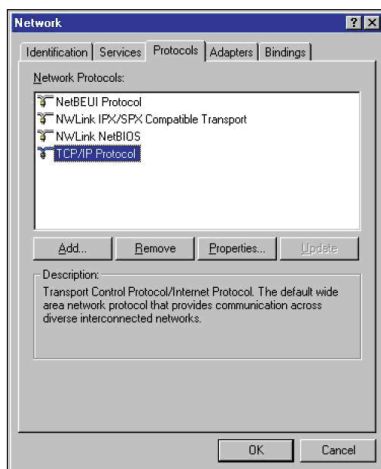 Network
Identification Services Protocols Adapters Bindings
Network Protocols:
NetBEUI Protocol
NWLink IPX/SPX Compatible Transport
NWLink NetBIOS
TCP/IP Protocol
Add... Remove Properties... Update
Description:
Transport Control Protocol/Internet Protocol. The default wide
area network protocol that provides communication across
diverse interconnected networks.
OK Cancel